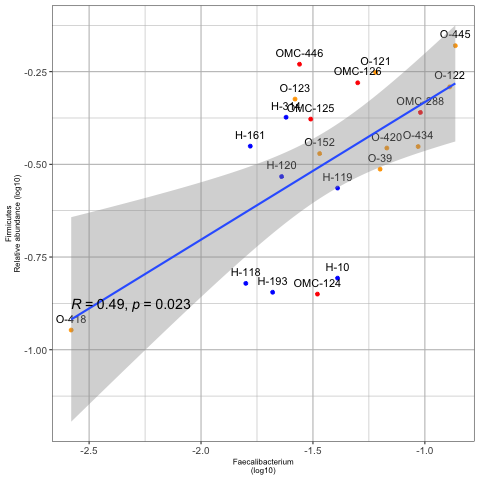 O-445
OMC-446
O-121
OMC-126
O-122
O-123
H-314
OMC-125
OMC-288
H-161
O-152
O-420
O-434
O-39
H-120
H-119
H-10
H-118
H-193
OMC-124
R = 0.49, p = 0.023
O-418
-0.25
-0.50
-0.75
-1.00
Firmicutes
Relative abundance (log10)
-2.5 -2.0 -1.5 -1.0
Faecalibacterium
(log10)